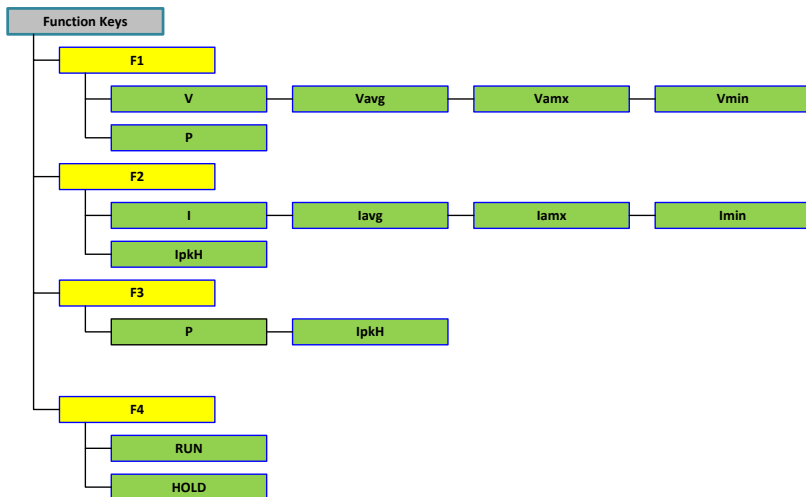 Function Keys
F1
V Vavg Vamx Vmin
P
F2
I Iavg Iamx Imin
IpkH
F3
P IpkH
F4
RUN
HOLD